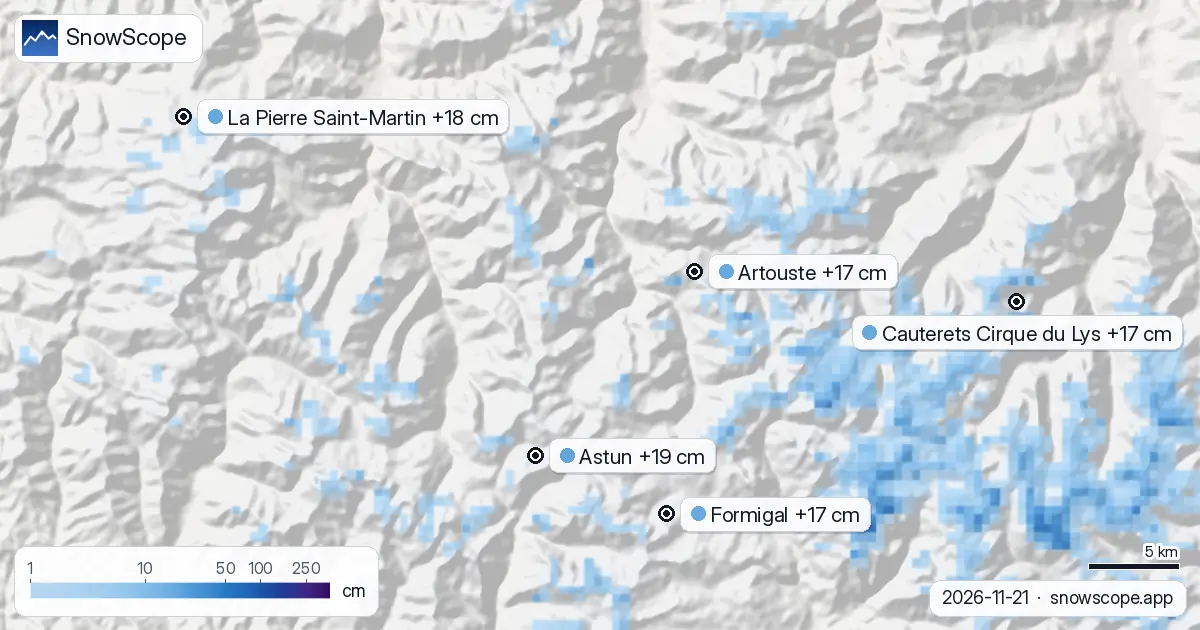 SnowScope
La Pierre Saint-Martin +18 cm
Artouste +17 cm
Cauterets Cirque du Lys +17 cm
Astun +19 cm
Formigal +17 cm
1 10 50 100 250
cm
5 km
2026-11-21 · snowscope.app